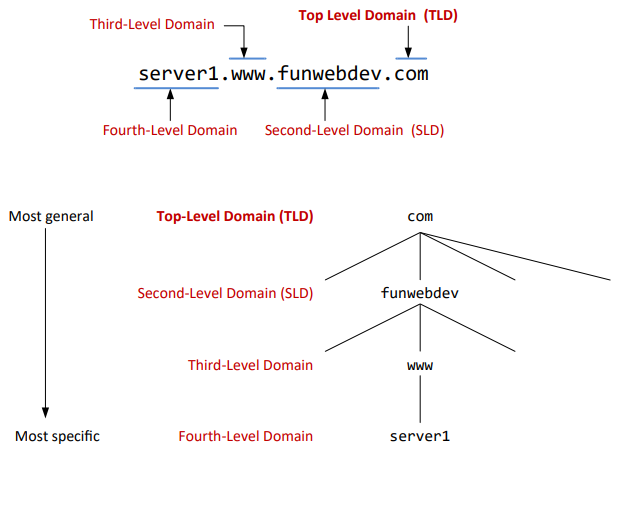 Third-Level Domain
Top Level Domain (TLD)
server1.www.funwebdev.com
Fourth-Level Domain
Second-Level Domain (SLD)
Most general
Top-Level Domain (TLD)
com
Second-Level Domain (SLD)
funwebdev
Third-Level Domain
www
Most specific
Fourth-Level Domain
server1